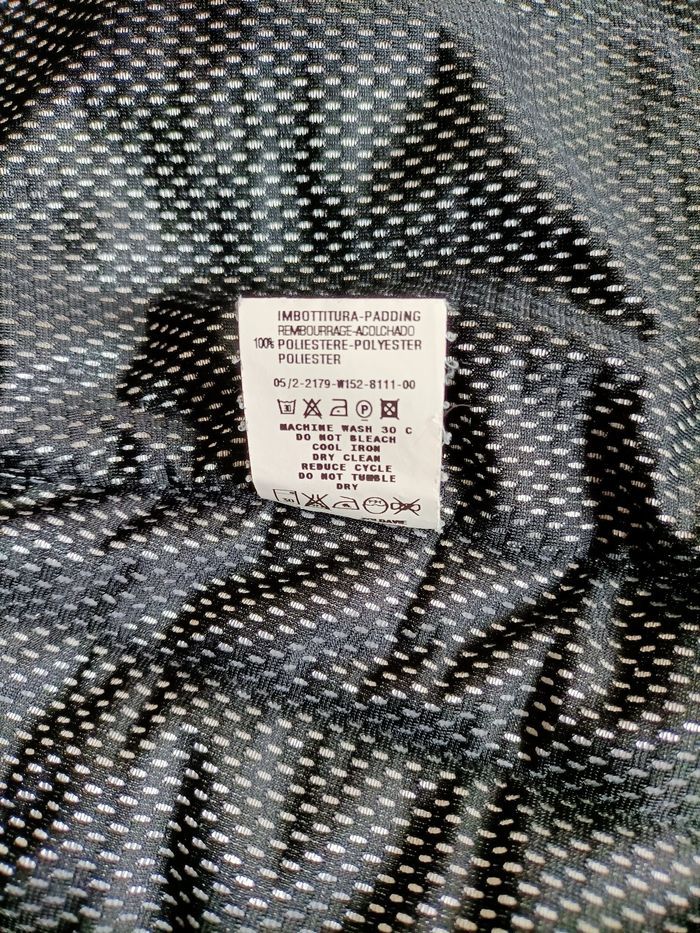 IMBOTTITURA-PADDING
REMBOURRAGE-ACOLCHADO
100% POLIESTERE-POLYESTER
POLIESTER
05/2-2179-W152-8111-00
MACHINE WASH 30 C
DO NOT BLEACH
COOL IRON
DRY CLEAN
REDUCE CYCLE
DO NOT TUMBLE
DRY